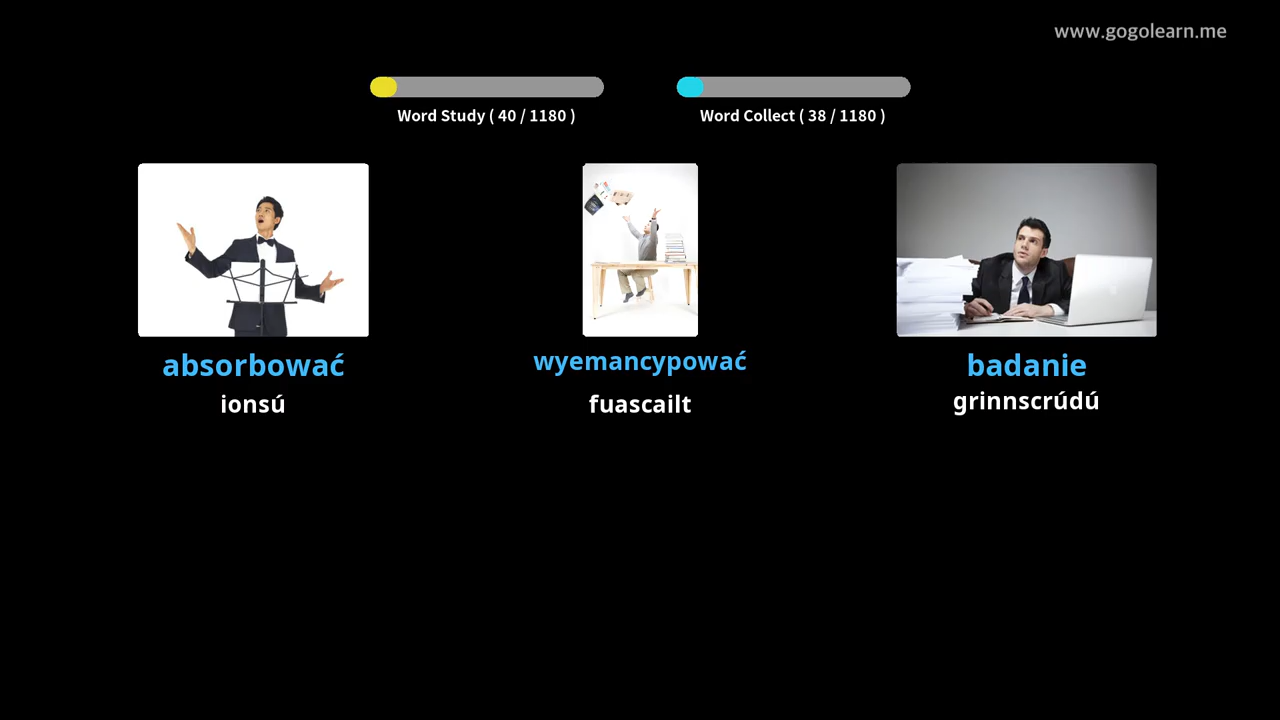 www.gogolearn.me
Word Study ( 40 / 1180 )
Word Collect ( 38 / 1180 )
absorbować
wyemancypować
badanie
ionsú
fuascailt
grinnscrúdú